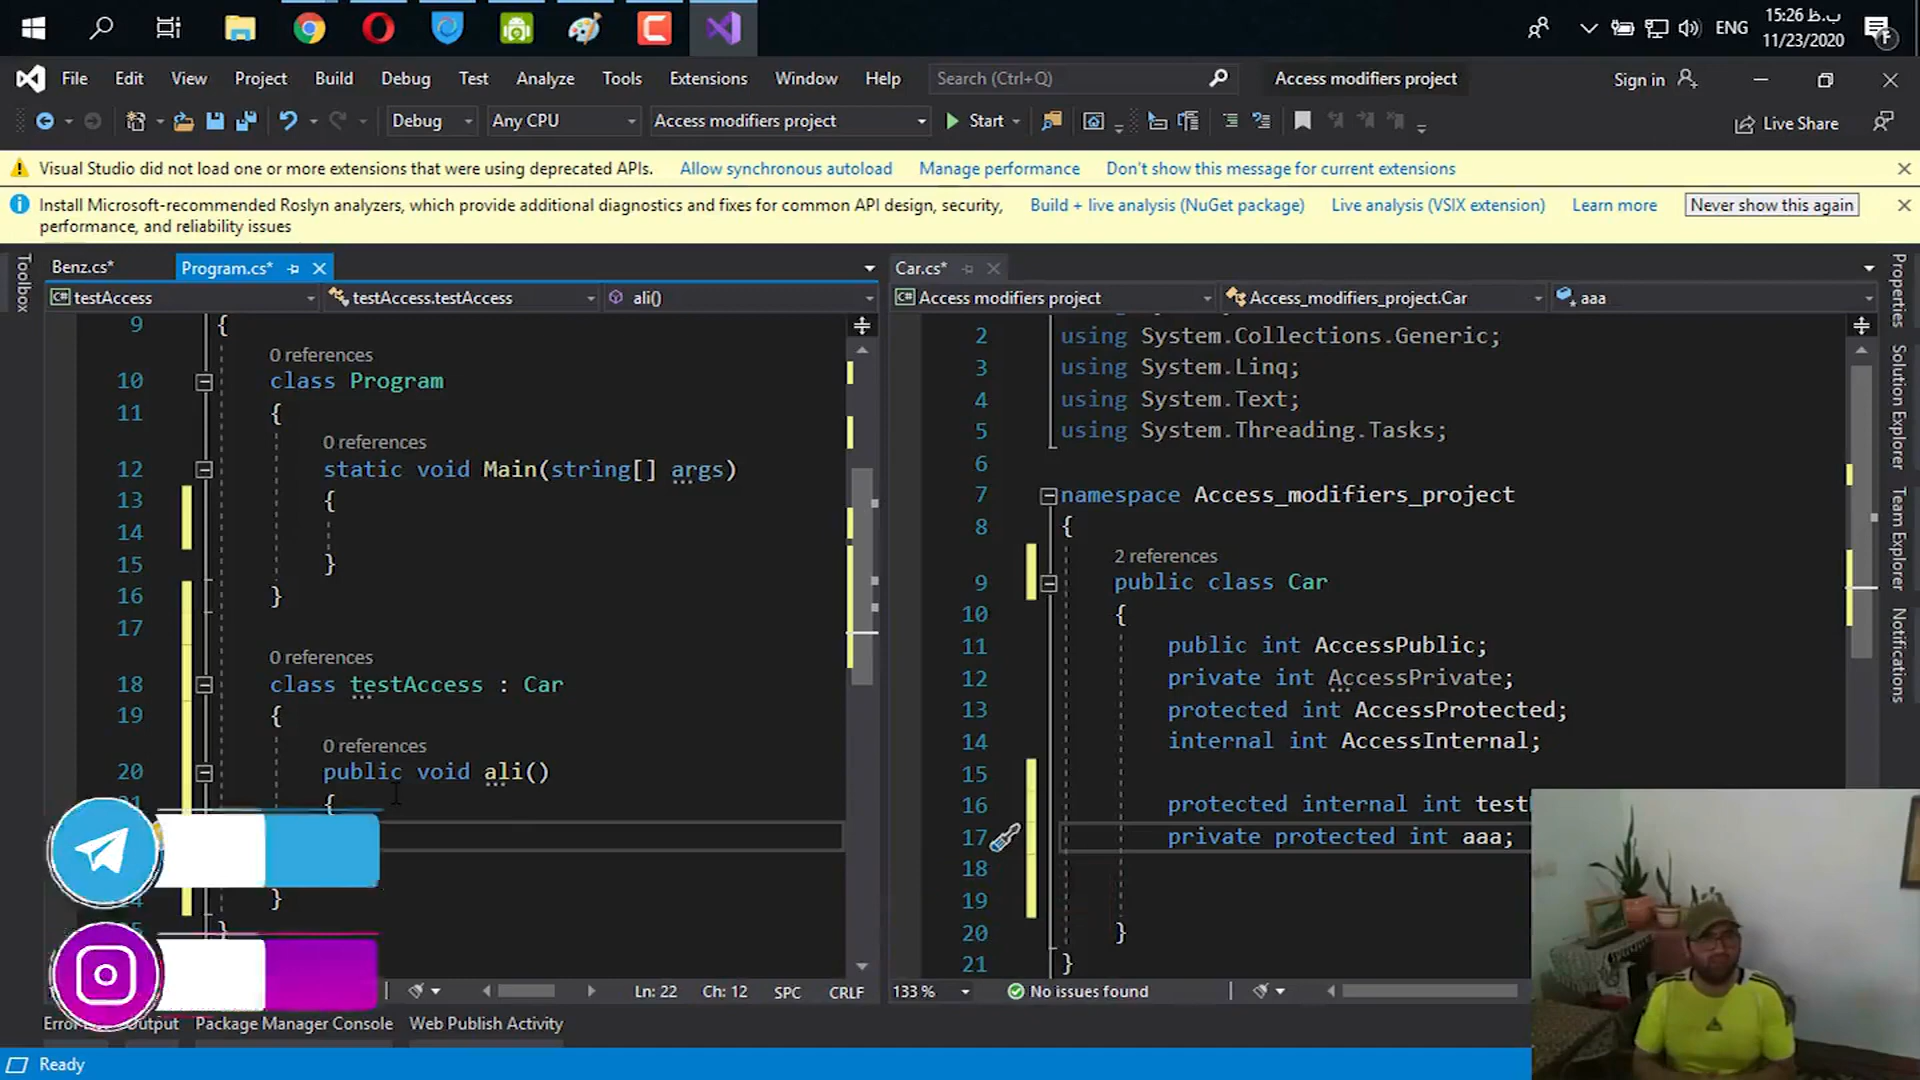 ENG
15:26 ب.ظ
11/23/2020
File Edit View Project Build Debug Test Analyze Tools Extensions Window Help
Search (Ctrl+Q)
Access modifiers project
Sign in
Debug
Any CPU
Access modifiers project
Start
Live Share
Visual Studio did not load one or more extensions that were using deprecated APIs.
Allow synchronous autoload
Manage performance
Don't show this message for current extensions
Install Microsoft-recommended Roslyn analyzers, which provide additional diagnostics and fixes for common API design, security,
performance, and reliability issues
Build + live analysis (NuGet package)
Live analysis (VSIX extension)
Learn more
Never show this again
Toolbox
Benz.cs*
Program.cs*
testAccess
testAccess.testAccess
ali()
9 {
0 references
10 class Program
11 {
0 references
12 static void Main(string[] args)
13 {
14
15 }
16 }
17
0 references
18 class testAccess : Car
19 {
0 references
20 public void ali()
{
}
Ln: 22 Ch: 12 SPC CRLF
Car.cs*
Access modifiers project
Access_modifiers_project.Car
aaa
2 using System.Collections.Generic;
3 using System.Linq;
4 using System.Text;
5 using System.Threading.Tasks;
6
7 namespace Access_modifiers_project
8 {
2 references
9 public class Car
10 {
11 public int AccessPublic;
12 private int AccessPrivate;
13 protected int AccessProtected;
14 internal int AccessInternal;
15
16 protected internal int
17 private protected int aaa;
18
19
20 }
21 }
133 %
No issues found
Properties
Solution Explorer
Team Explorer
Notifications
Package Manager Console
Web Publish Activity
Ready